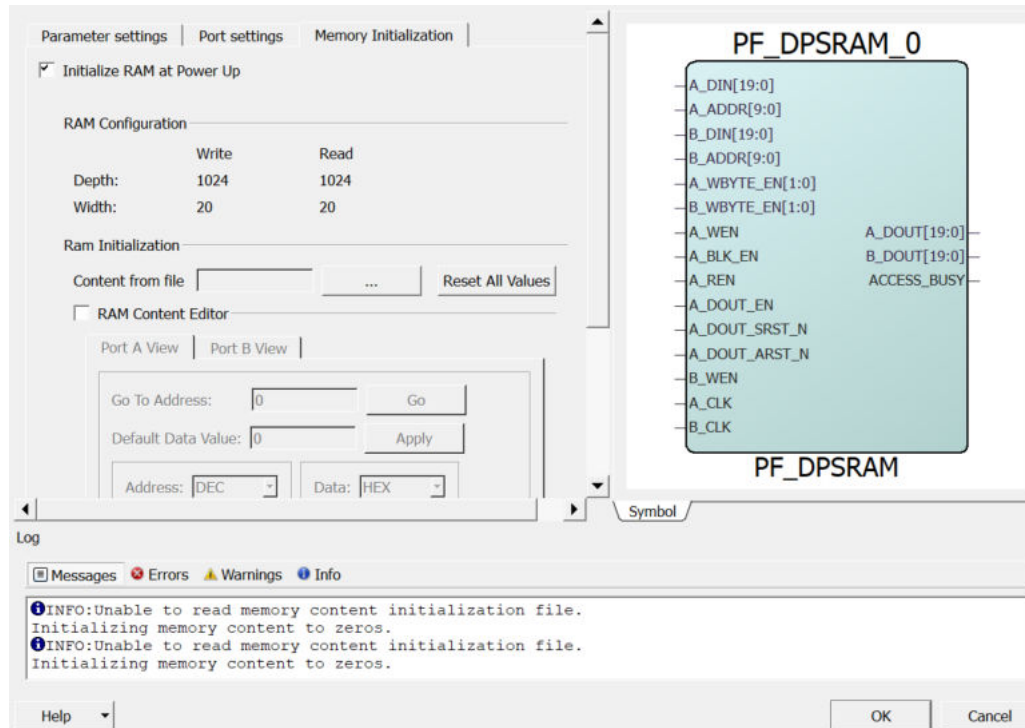 Parameter settings Port settings Memory Initialization
Initialize RAM at Power Up
RAM Configuration
Write Read
Depth: 1024 1024
Width: 20 20
Ram Initialization
Content from file ... Reset All Values
RAM Content Editor
Port A View Port B View
Go To Address: 0 Go
Default Data Value: 0 Apply
Address: DEC Data: HEX
PF_DPSRAM_0
A_DIN[19:0]
A_ADDR[9:0]
B_DIN[19:0]
B_ADDR[9:0]
A_WBYTE_EN[1:0]
B_WBYTE_EN[1:0]
A_WEN A_DOUT[19:0]
A_BLK_EN B_DOUT[19:0]
A_REN ACCESS_BUSY
A_DOUT_EN
A_DOUT_SRST_N
A_DOUT_ARST_N
B_WEN
A_CLK
B_CLK
PF_DPSRAM
Symbol
Log
Messages Errors Warnings Info
INFO:Unable to read memory content initialization file.
Initializing memory content to zeros.
INFO:Unable to read memory content initialization file.
Initializing memory content to zeros.
Help OK Cancel